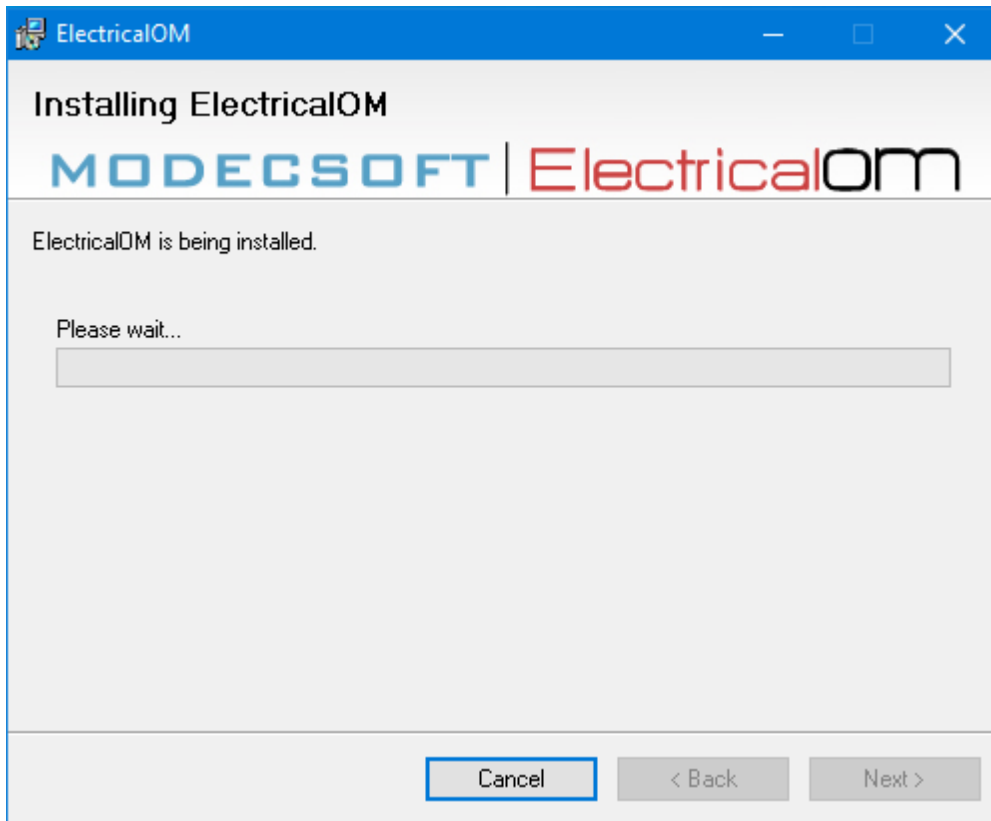 ElectricalOM
Installing ElectricalOM
MODECSOFT | ElectricalOM
ElectricalOM is being installed.
Please wait...
Cancel
< Back
Next >